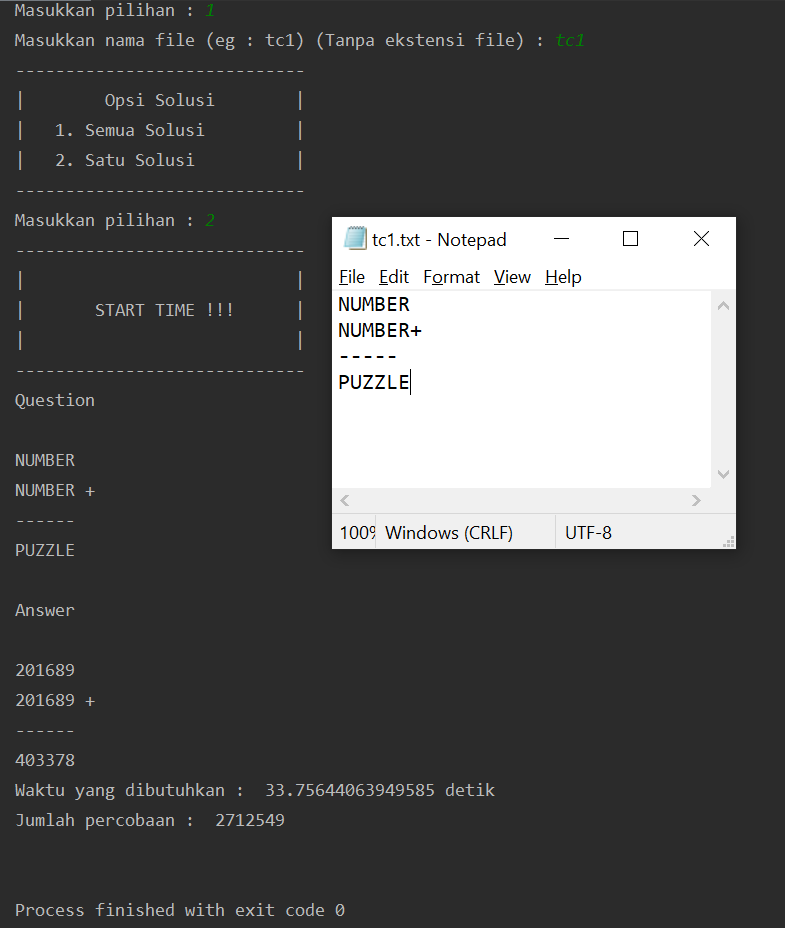 Masukkan pilihan : 1
Masukkan nama file (eg : tc1) (Tanpa ekstensi file) : tc1
-----------------------------
|        Opsi Solusi        |
|   1. Semua Solusi         |
|   2. Satu Solusi          |
-----------------------------
Masukkan pilihan : 2
-----------------------------
|                           |
|       START TIME !!!      |
|                           |
-----------------------------
Question
NUMBER
NUMBER +
------
PUZZLE
Answer
201689
201689 +
------
403378
Waktu yang dibutuhkan :  33.75644063949585 detik
Jumlah percobaan :  2712549
Process finished with exit code 0
tc1.txt - Notepad
File Edit Format View Help
NUMBER
NUMBER+
-----
PUZZLE
100% Windows (CRLF) UTF-8